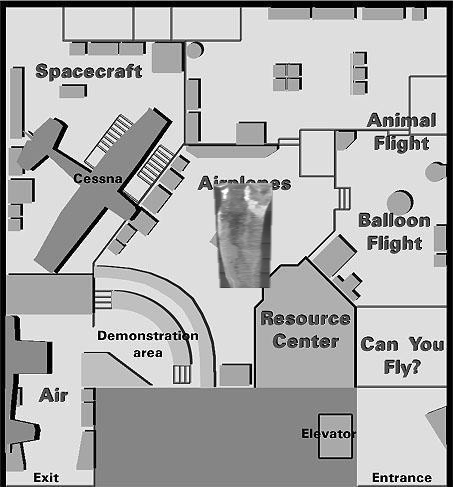 Spacecraft
Animal
Flight
Cessna
Airplanes
Balloon
Flight
Resource
Center
Demonstration
area
Can You
Fly?
Air
Elevator
Exit
Entrance